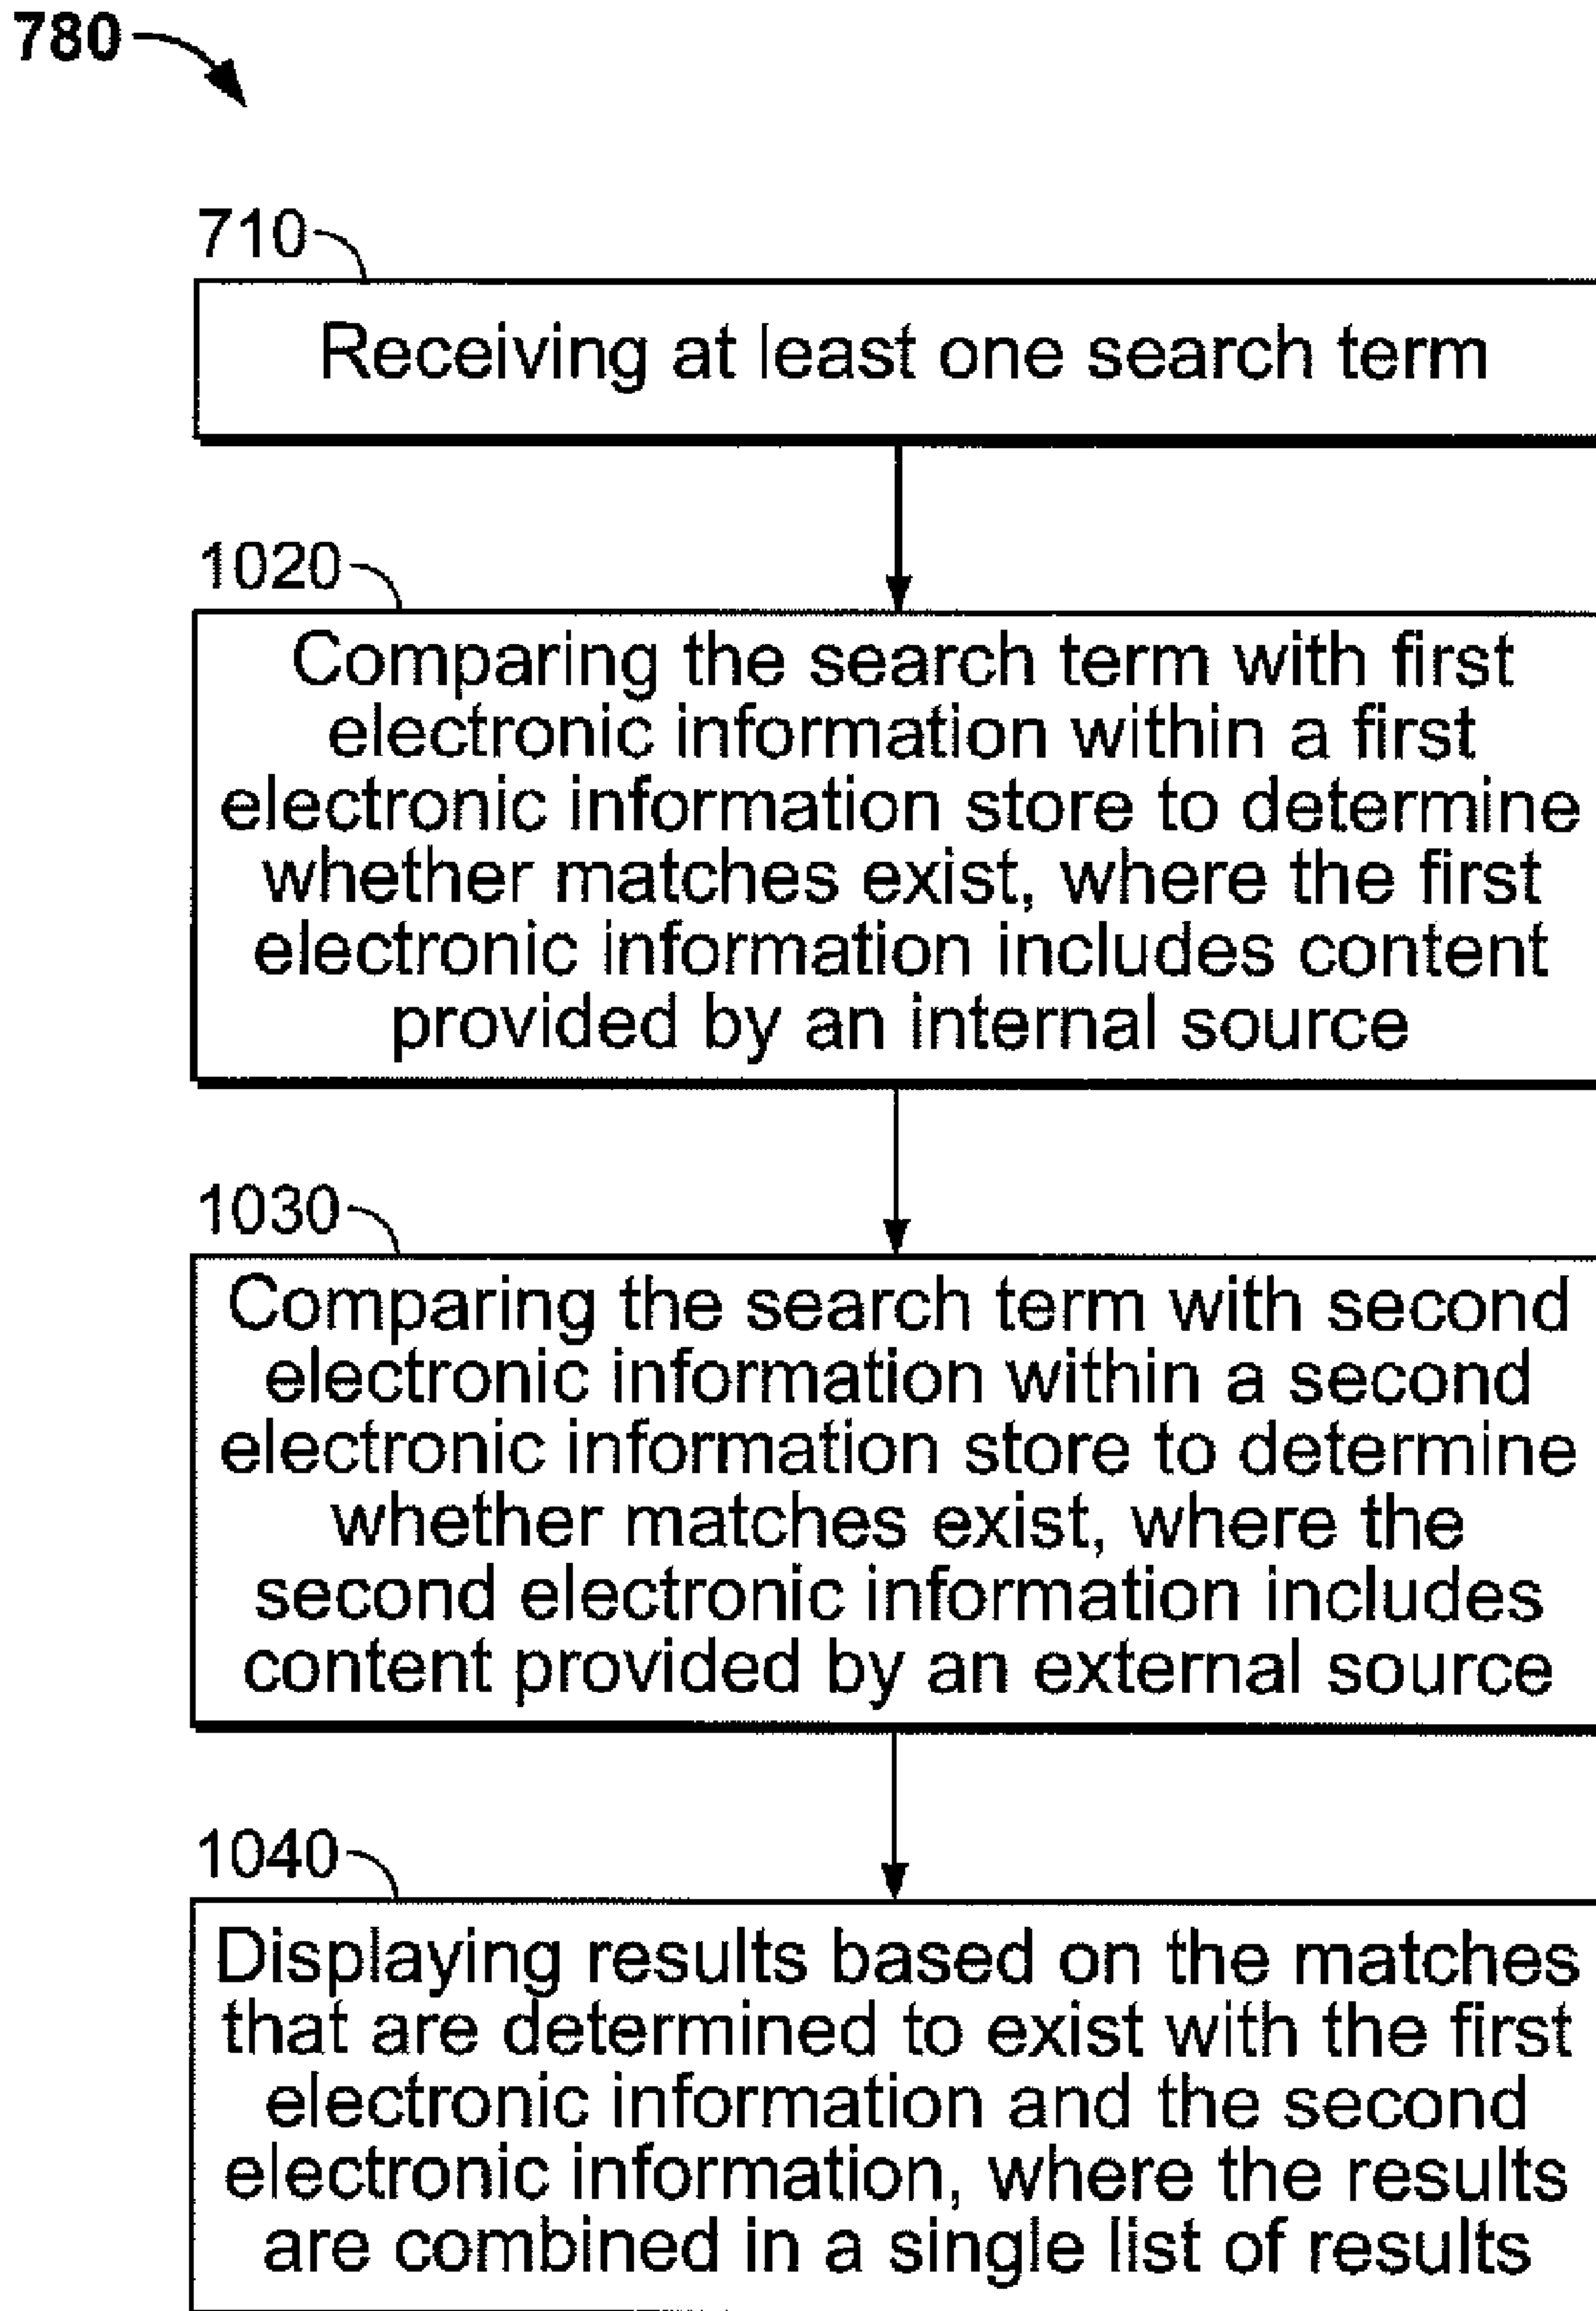 780
710
Receiving at least one search term
1020
Comparing the search term with first
electronic information within a first
electronic information store to determine
whether matches exist, where the first
electronic information includes content
provided by an internal source
1030
Comparing the search term with second
electronic information within a second
electronic information store to determine
whether matches exist, where the
second electronic information includes
content provided by an external source
1040
Displaying results based on the matches
that are determined to exist with the first
electronic information and the second
electronic information, where the results
are combined in a single list of results